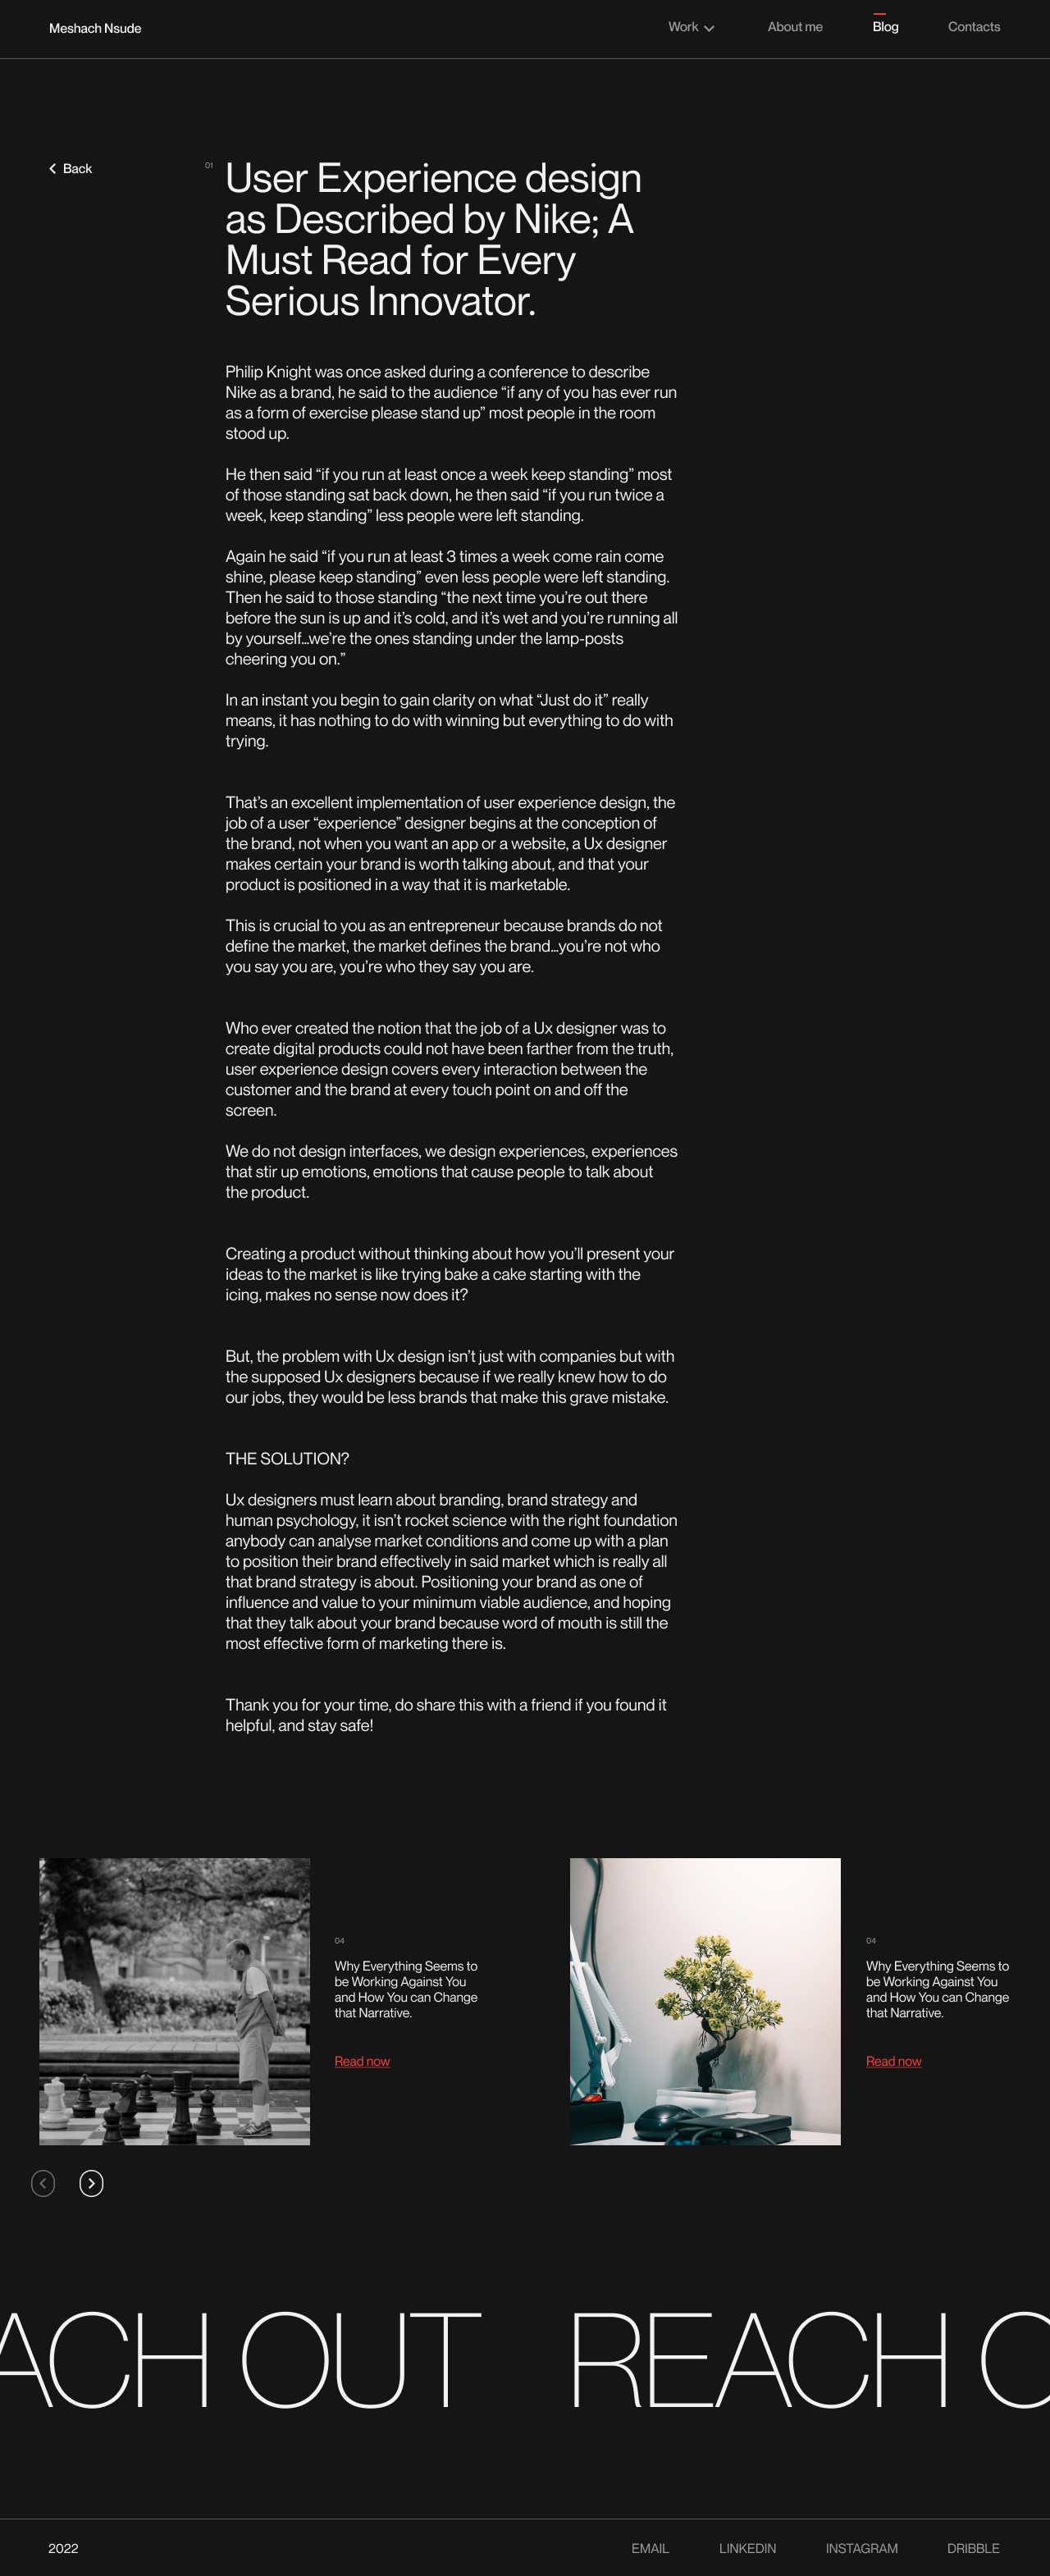 Meshach Nsude
Work
About me
Blog
Contacts
Back
01
User Experience design
as Described by Nike; A
Must Read for Every
Serious Innovator.
Philip Knight was once asked during a conference to describe
Nike as a brand, he said to the audience “if any of you has ever run
as a form of exercise please stand up” most people in the room
stood up.
He then said “if you run at least once a week keep standing” most
of those standing sat back down, he then said “if you run twice a
week, keep standing” less people were left standing.
Again he said “if you run at least 3 times a week come rain come
shine, please keep standing” even less people were left standing.
Then he said to those standing “the next time you’re out there
before the sun is up and it’s cold, and it’s wet and you’re running all
by yourself...we’re the ones standing under the lamp-posts
cheering you on.”
In an instant you begin to gain clarity on what “Just do it” really
means, it has nothing to do with winning but everything to do with
trying.
That’s an excellent implementation of user experience design, the
job of a user “experience” designer begins at the conception of
the brand, not when you want an app or a website, a Ux designer
makes certain your brand is worth talking about, and that your
product is positioned in a way that it is marketable.
This is crucial to you as an entrepreneur because brands do not
define the market, the market defines the brand...you’re not who
you say you are, you’re who they say you are.
Who ever created the notion that the job of a Ux designer was to
create digital products could not have been farther from the truth,
user experience design covers every interaction between the
customer and the brand at every touch point on and off the
screen.
We do not design interfaces, we design experiences, experiences
that stir up emotions, emotions that cause people to talk about
the product.
Creating a product without thinking about how you’ll present your
ideas to the market is like trying bake a cake starting with the
icing, makes no sense now does it?
But, the problem with Ux design isn’t just with companies but with
the supposed Ux designers because if we really knew how to do
our jobs, they would be less brands that make this grave mistake.
THE SOLUTION?
Ux designers must learn about branding, brand strategy and
human psychology, it isn’t rocket science with the right foundation
anybody can analyse market conditions and come up with a plan
to position their brand effectively in said market which is really all
that brand strategy is about. Positioning your brand as one of
influence and value to your minimum viable audience, and hoping
that they talk about your brand because word of mouth is still the
most effective form of marketing there is.
Thank you for your time, do share this with a friend if you found it
helpful, and stay safe!
04
Why Everything Seems to
be Working Against You
and How You can Change
that Narrative.
Read now
04
Why Everything Seems to
be Working Against You
and How You can Change
that Narrative.
Read now
ACH OUT REACH O
2022
EMAIL
LINKEDIN
INSTAGRAM
DRIBBLE